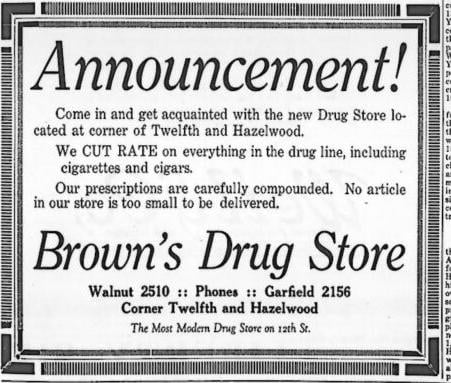 Announcement!
Come in and get acquainted with the new Drug Store lo-
cated at corner of Twelfth and Hazelwood.
We CUT RATE on everything in the drug line, including
cigarettes and cigars.
Our prescriptions are carefully compounded. No article
in our store is too small to be delivered.
Brown's Drug Store
Walnut 2510 :: Phones :: Garfield 2156
Corner Twelfth and Hazelwood
The Most Modern Drug Store on 12th St.